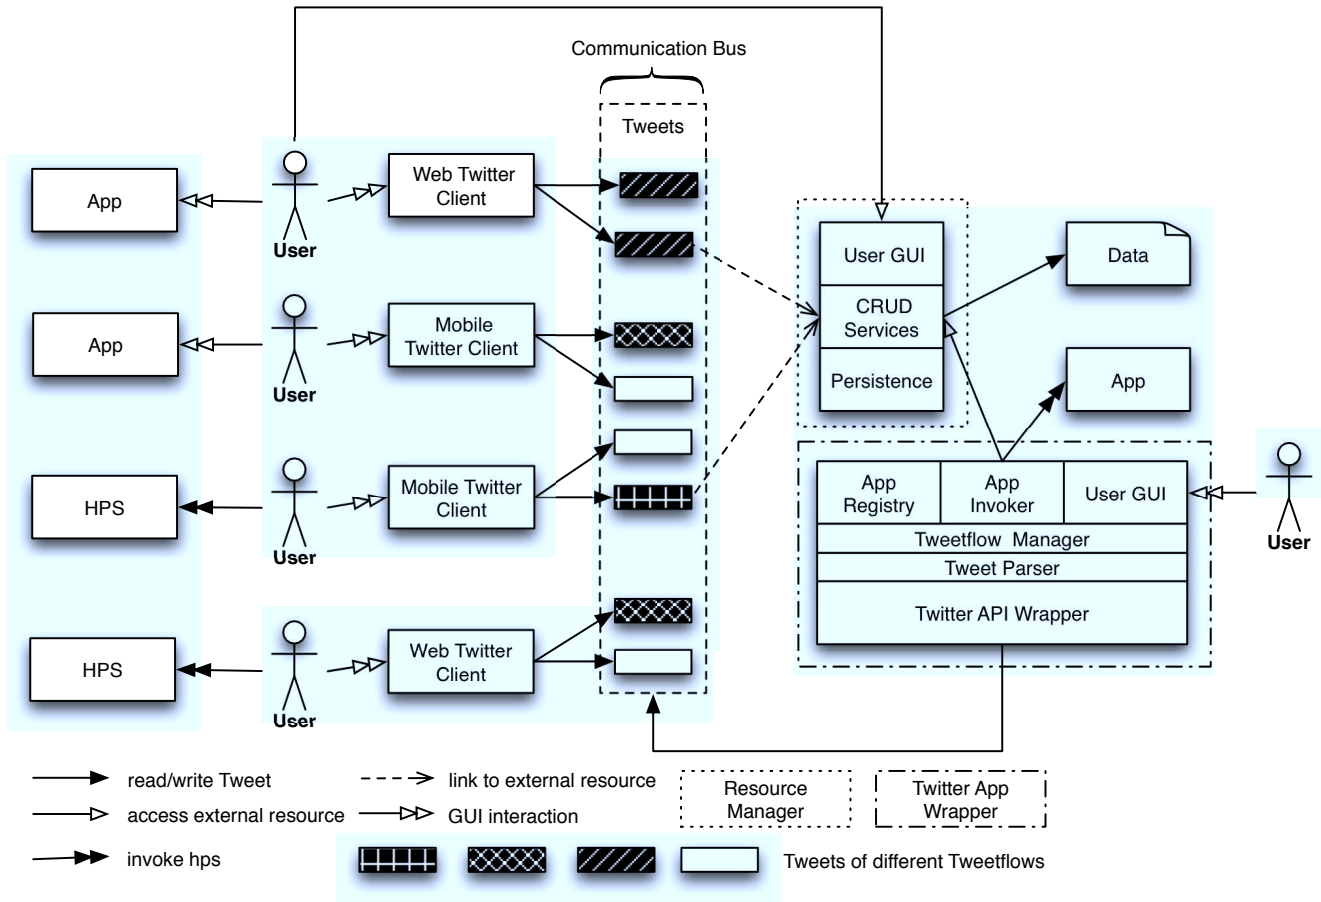 Communication Bus
Tweets
App
User
Web Twitter
Client
App
User
Mobile
Twitter Client
HPS
User
Mobile Twitter
Client
HPS
User
Web Twitter
Client
User GUI
CRUD
Services
Persistence
Data
App
App
Registry
App
Invoker
User GUI
Tweetflow Manager
Tweet Parser
Twitter API Wrapper
User
read/write Tweet
access external resource
invoke hps
link to external resource
GUI interaction
Resource
Manager
Twitter App
Wrapper
Tweets of different Tweetflows